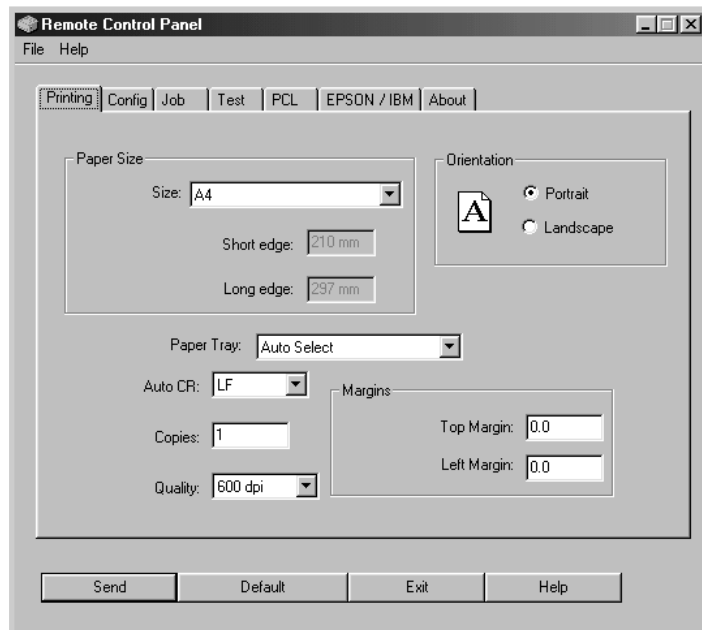 Remote Control Panel
File Help
Printing Config Job Test PCL EPSON / IBM About
Paper Size
Size: A4
Short edge: 210 mm
Long edge: 297 mm
Orientation
A
Portrait
Landscape
Paper Tray: Auto Select
Auto CR: LF
Copies: 1
Quality: 600 dpi
Margins
Top Margin: 0.0
Left Margin: 0.0
Send Default Exit Help